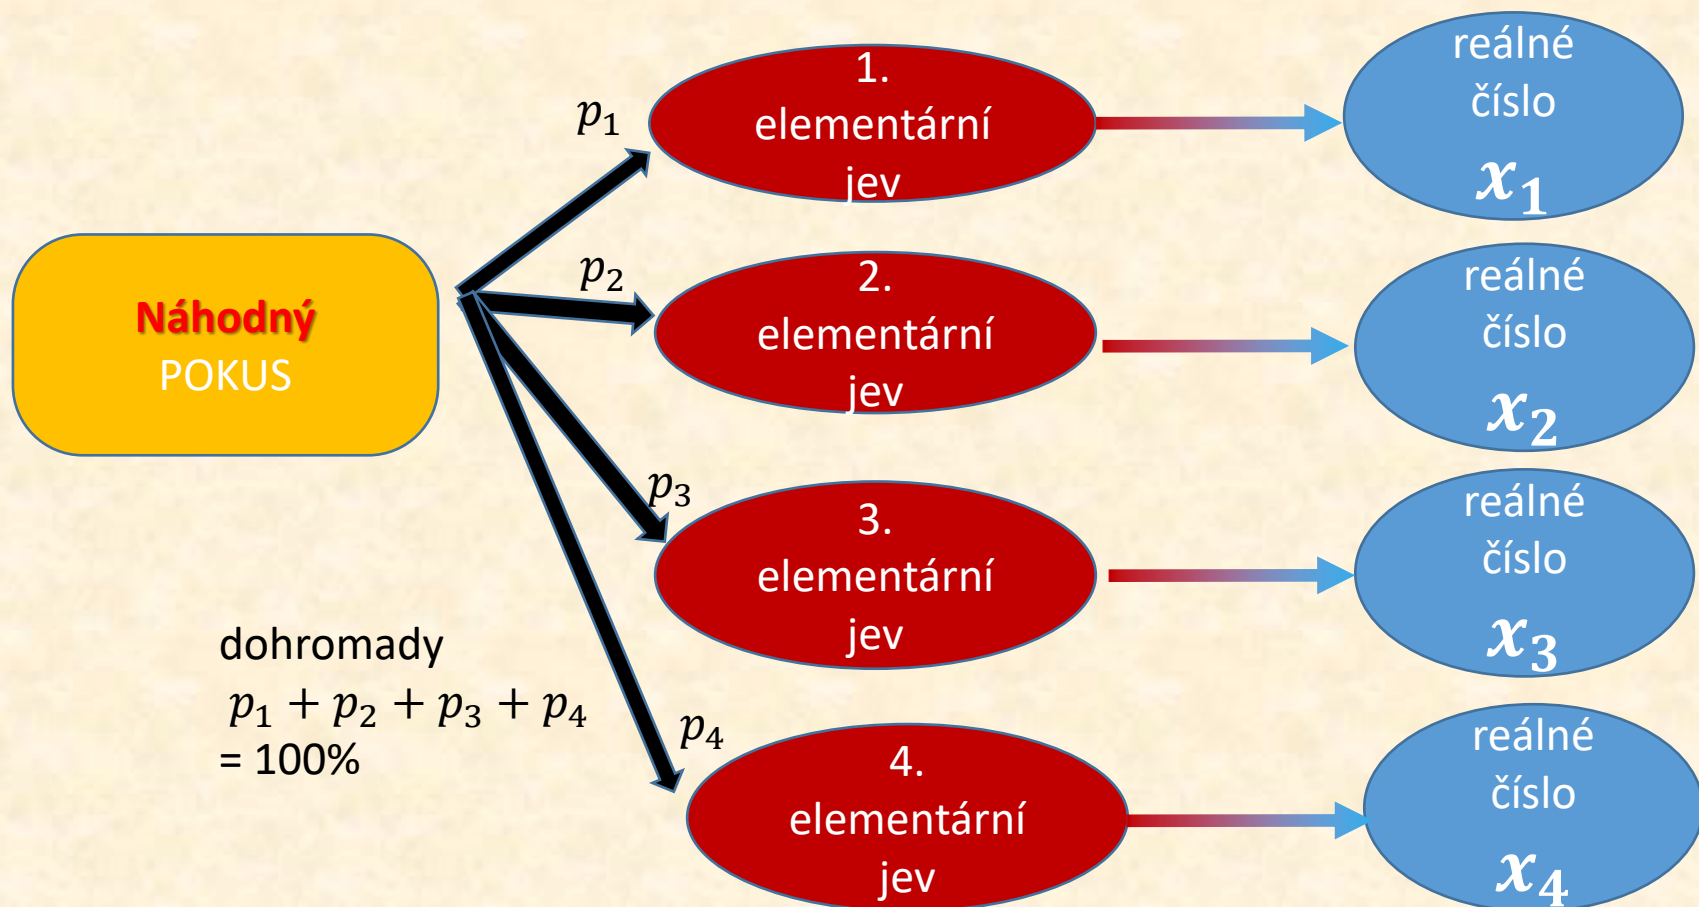 Náhodný
POKUS
p₁
1.
elementární
jev
reálné
číslo
x₁
p₂
2.
elementární
jev
reálné
číslo
x₂
p₃
3.
elementární
jev
reálné
číslo
x₃
p₄
4.
elementární
jev
reálné
číslo
x₄
dohromady
p₁ + p₂ + p₃ + p₄
= 100%